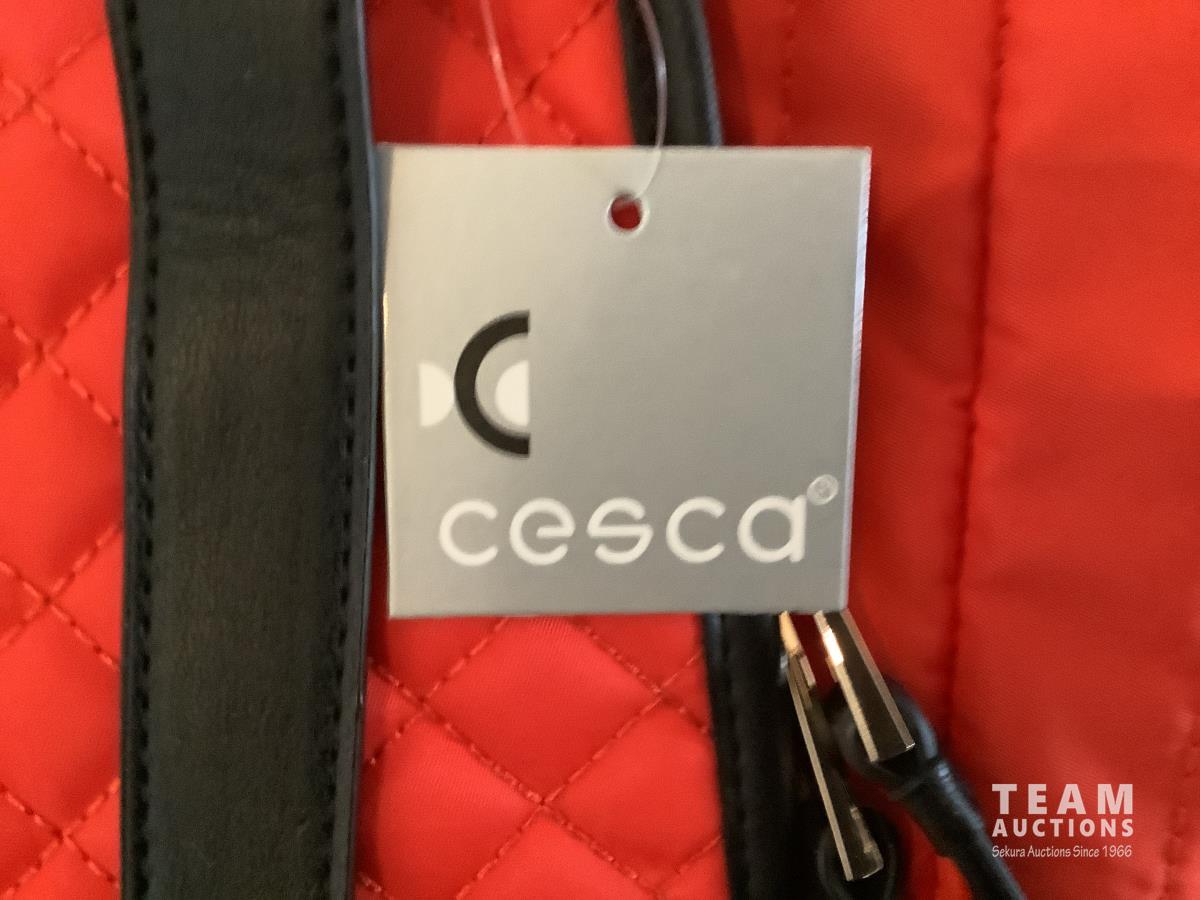 cesca®
TEAM
AUCTIONS
Sekura Auctions Since 1966